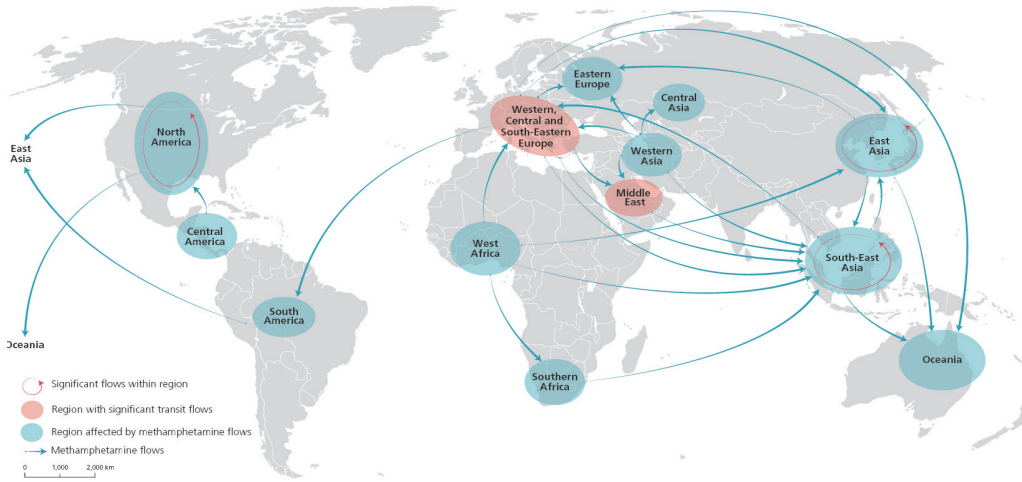 Eastern
Europe
Central
Asia
Western,
Central and
South-Eastern
Europe
North
America
East
Asia
East
Asia
Western
Asia
Middle
East
Central
America
West
Africa
South-East
Asia
South
America
Oceania
Oceania
Southern
Africa
Significant flows within region
Region with significant transit flows
Region affected by methamphetamine flows
Methamphetamine flows
0 1,000 2,000 km